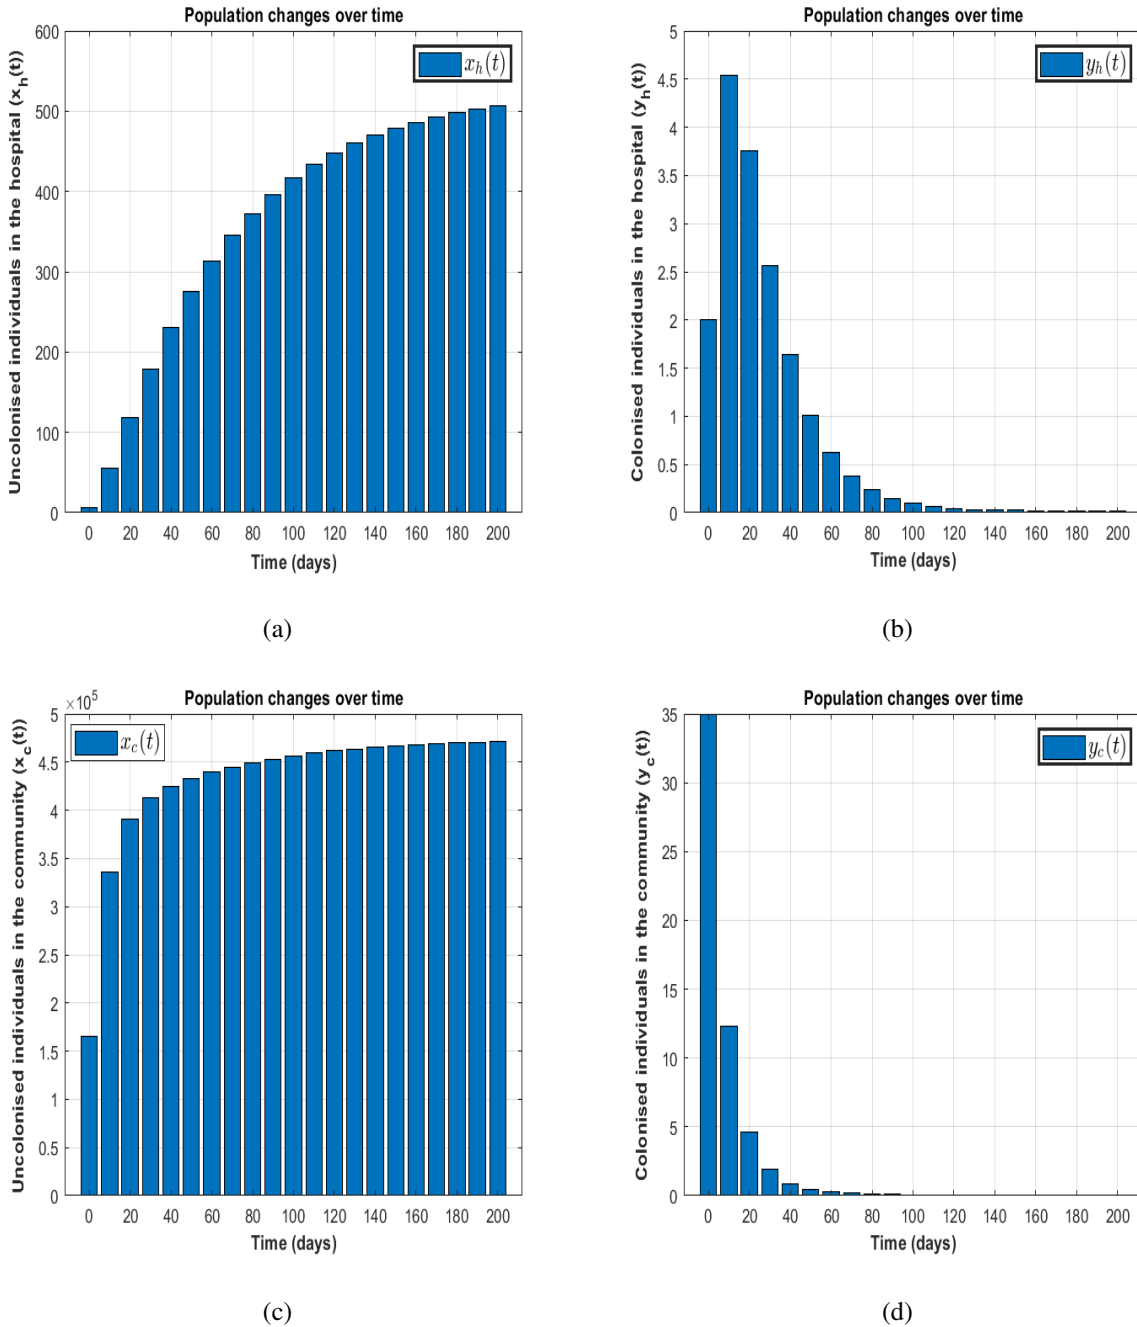 Population changes over time
Uncolonised individuals in the hospital (x_h(t))
600
500
400
300
200
100
0
x_h(t)
0 20 40 60 80 100 120 140 160 180 200
Time (days)
(a)
Population changes over time
Colonised individuals in the hospital (y_h(t))
5
4.5
4
3.5
3
2.5
2
1.5
1
0.5
0
y_h(t)
0 20 40 60 80 100 120 140 160 180 200
Time (days)
(b)
Population changes over time
Uncolonised individuals in the community (x_c(t))
×10^5
5
4.5
4
3.5
3
2.5
2
1.5
1
0.5
0
x_c(t)
0 20 40 60 80 100 120 140 160 180 200
Time (days)
(c)
Population changes over time
Colonised individuals in the community (y_c(t))
35
30
25
20
15
10
5
0
y_c(t)
0 20 40 60 80 100 120 140 160 180 200
Time (days)
(d)